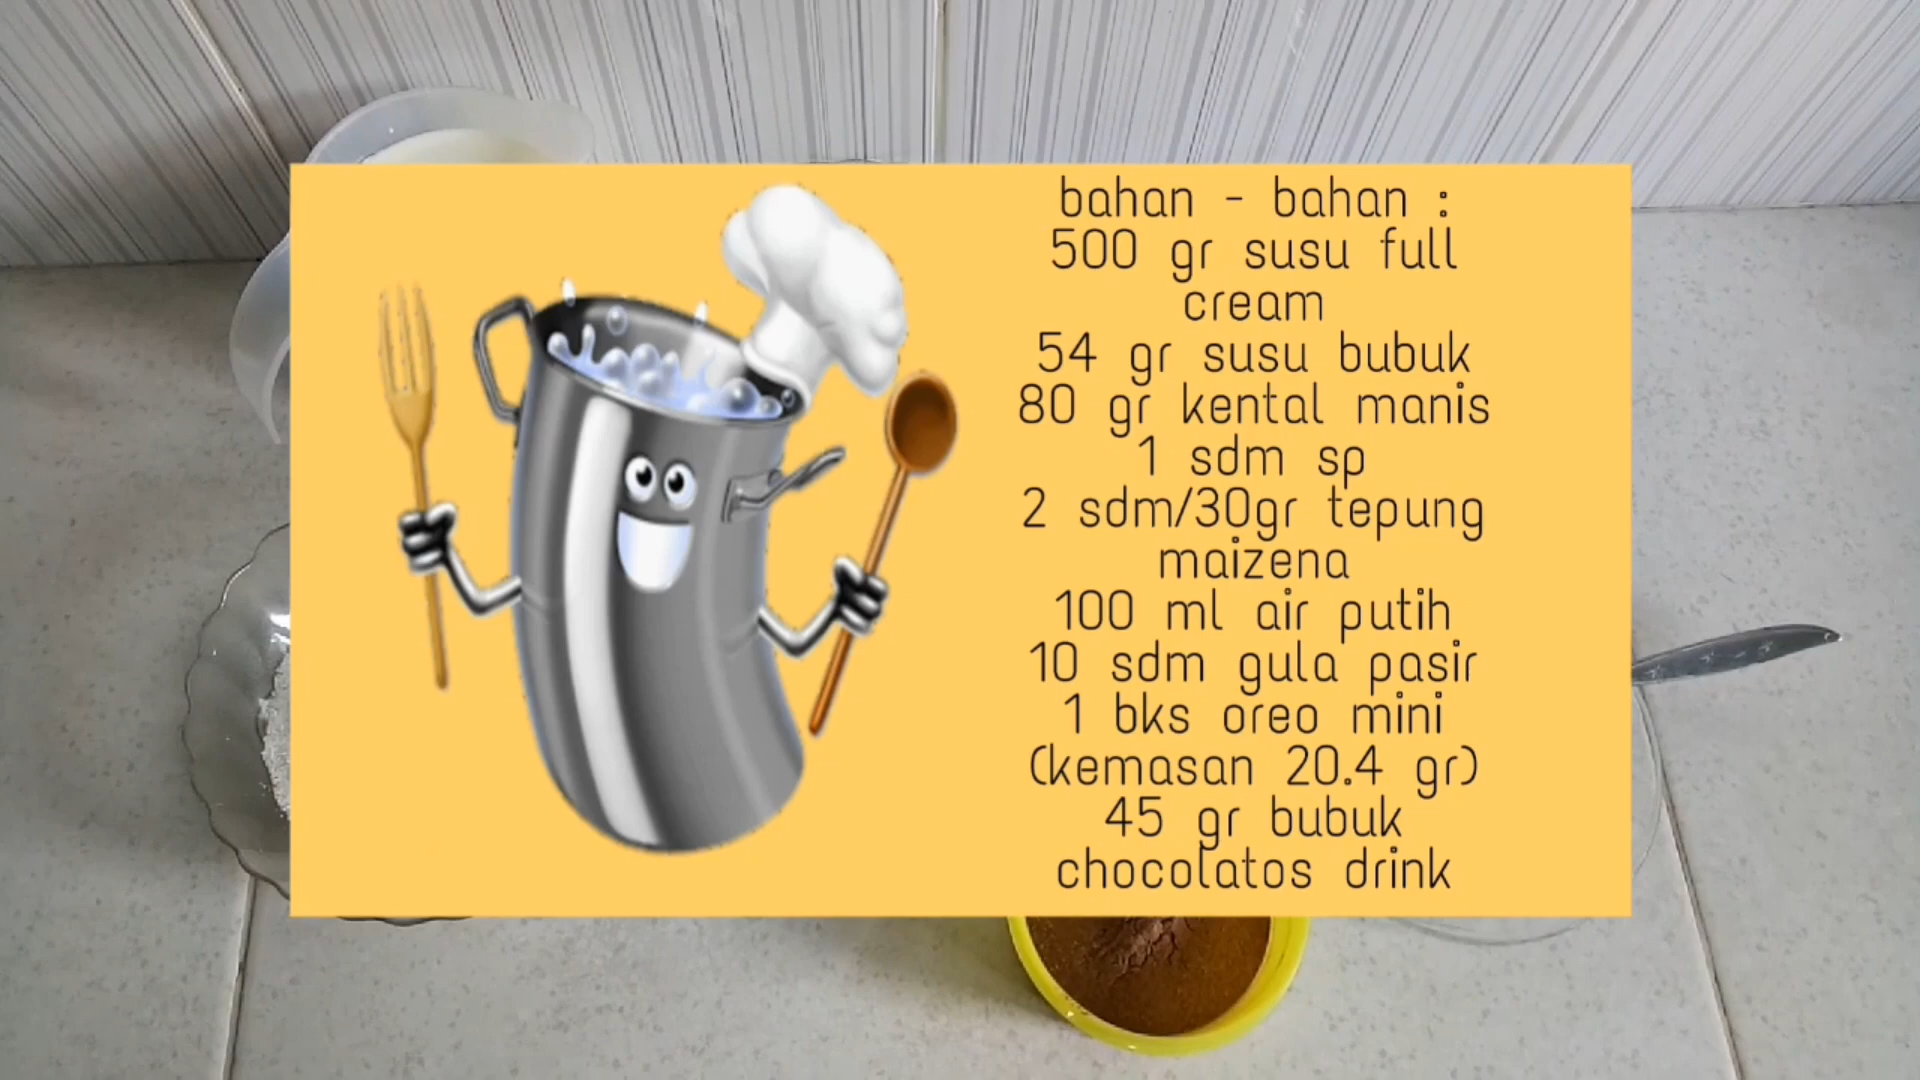 bahan - bahan :
500 gr susu full
cream
54 gr susu bubuk
80 gr kental manis
1 sdm sp
2 sdm/30gr tepung
maizena
100 ml air putih
10 sdm gula pasir
1 bks oreo mini
(kemasan 20.4 gr)
45 gr bubuk
chocolatos drink